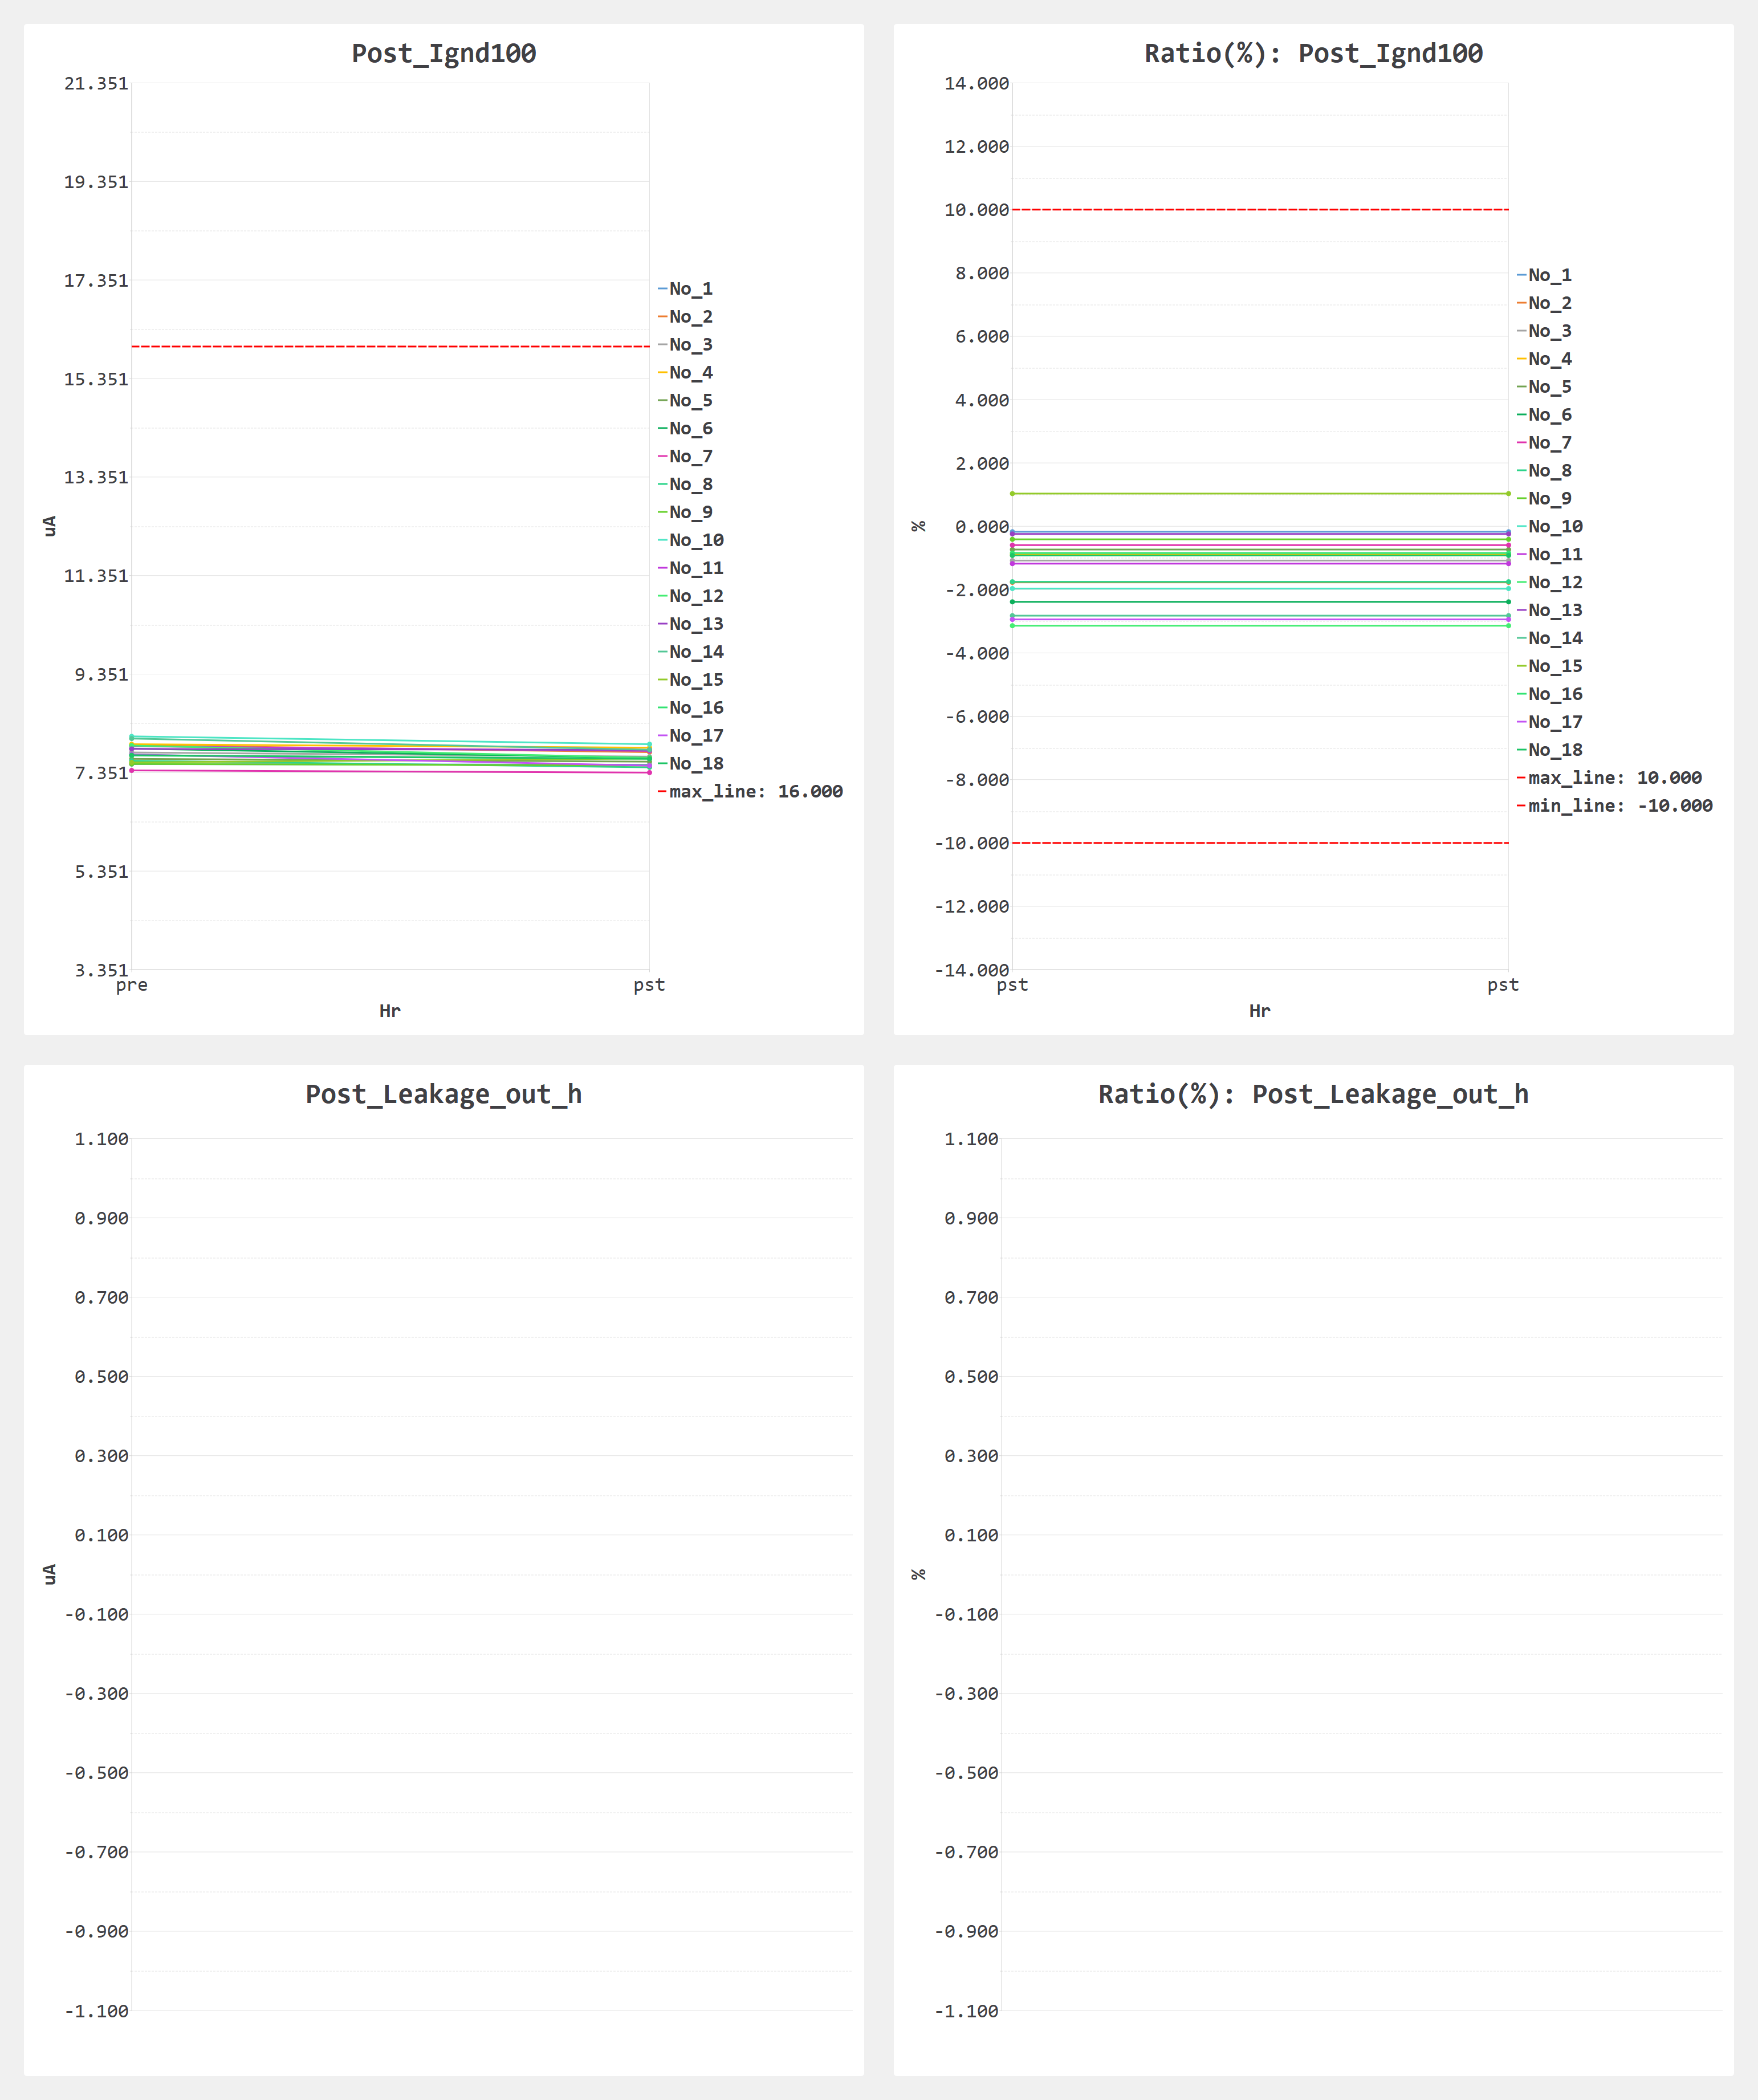 Post_Ignd100
21.351
19.351
17.351
15.351
13.351
11.351
9.351
7.351
5.351
3.351
uA
pre
pst
Hr
No_1
No_2
No_3
No_4
No_5
No_6
No_7
No_8
No_9
No_10
No_11
No_12
No_13
No_14
No_15
No_16
No_17
No_18
max_line: 16.000
Ratio(%): Post_Ignd100
14.000
12.000
10.000
8.000
6.000
4.000
2.000
0.000
-2.000
-4.000
-6.000
-8.000
-10.000
-12.000
-14.000
%
pst
pst
Hr
No_1
No_2
No_3
No_4
No_5
No_6
No_7
No_8
No_9
No_10
No_11
No_12
No_13
No_14
No_15
No_16
No_17
No_18
max_line: 10.000
min_line: -10.000
Post_Leakage_out_h
1.100
0.900
0.700
0.500
0.300
0.100
-0.100
-0.300
-0.500
-0.700
-0.900
-1.100
uA
Ratio(%): Post_Leakage_out_h
1.100
0.900
0.700
0.500
0.300
0.100
-0.100
-0.300
-0.500
-0.700
-0.900
-1.100
%